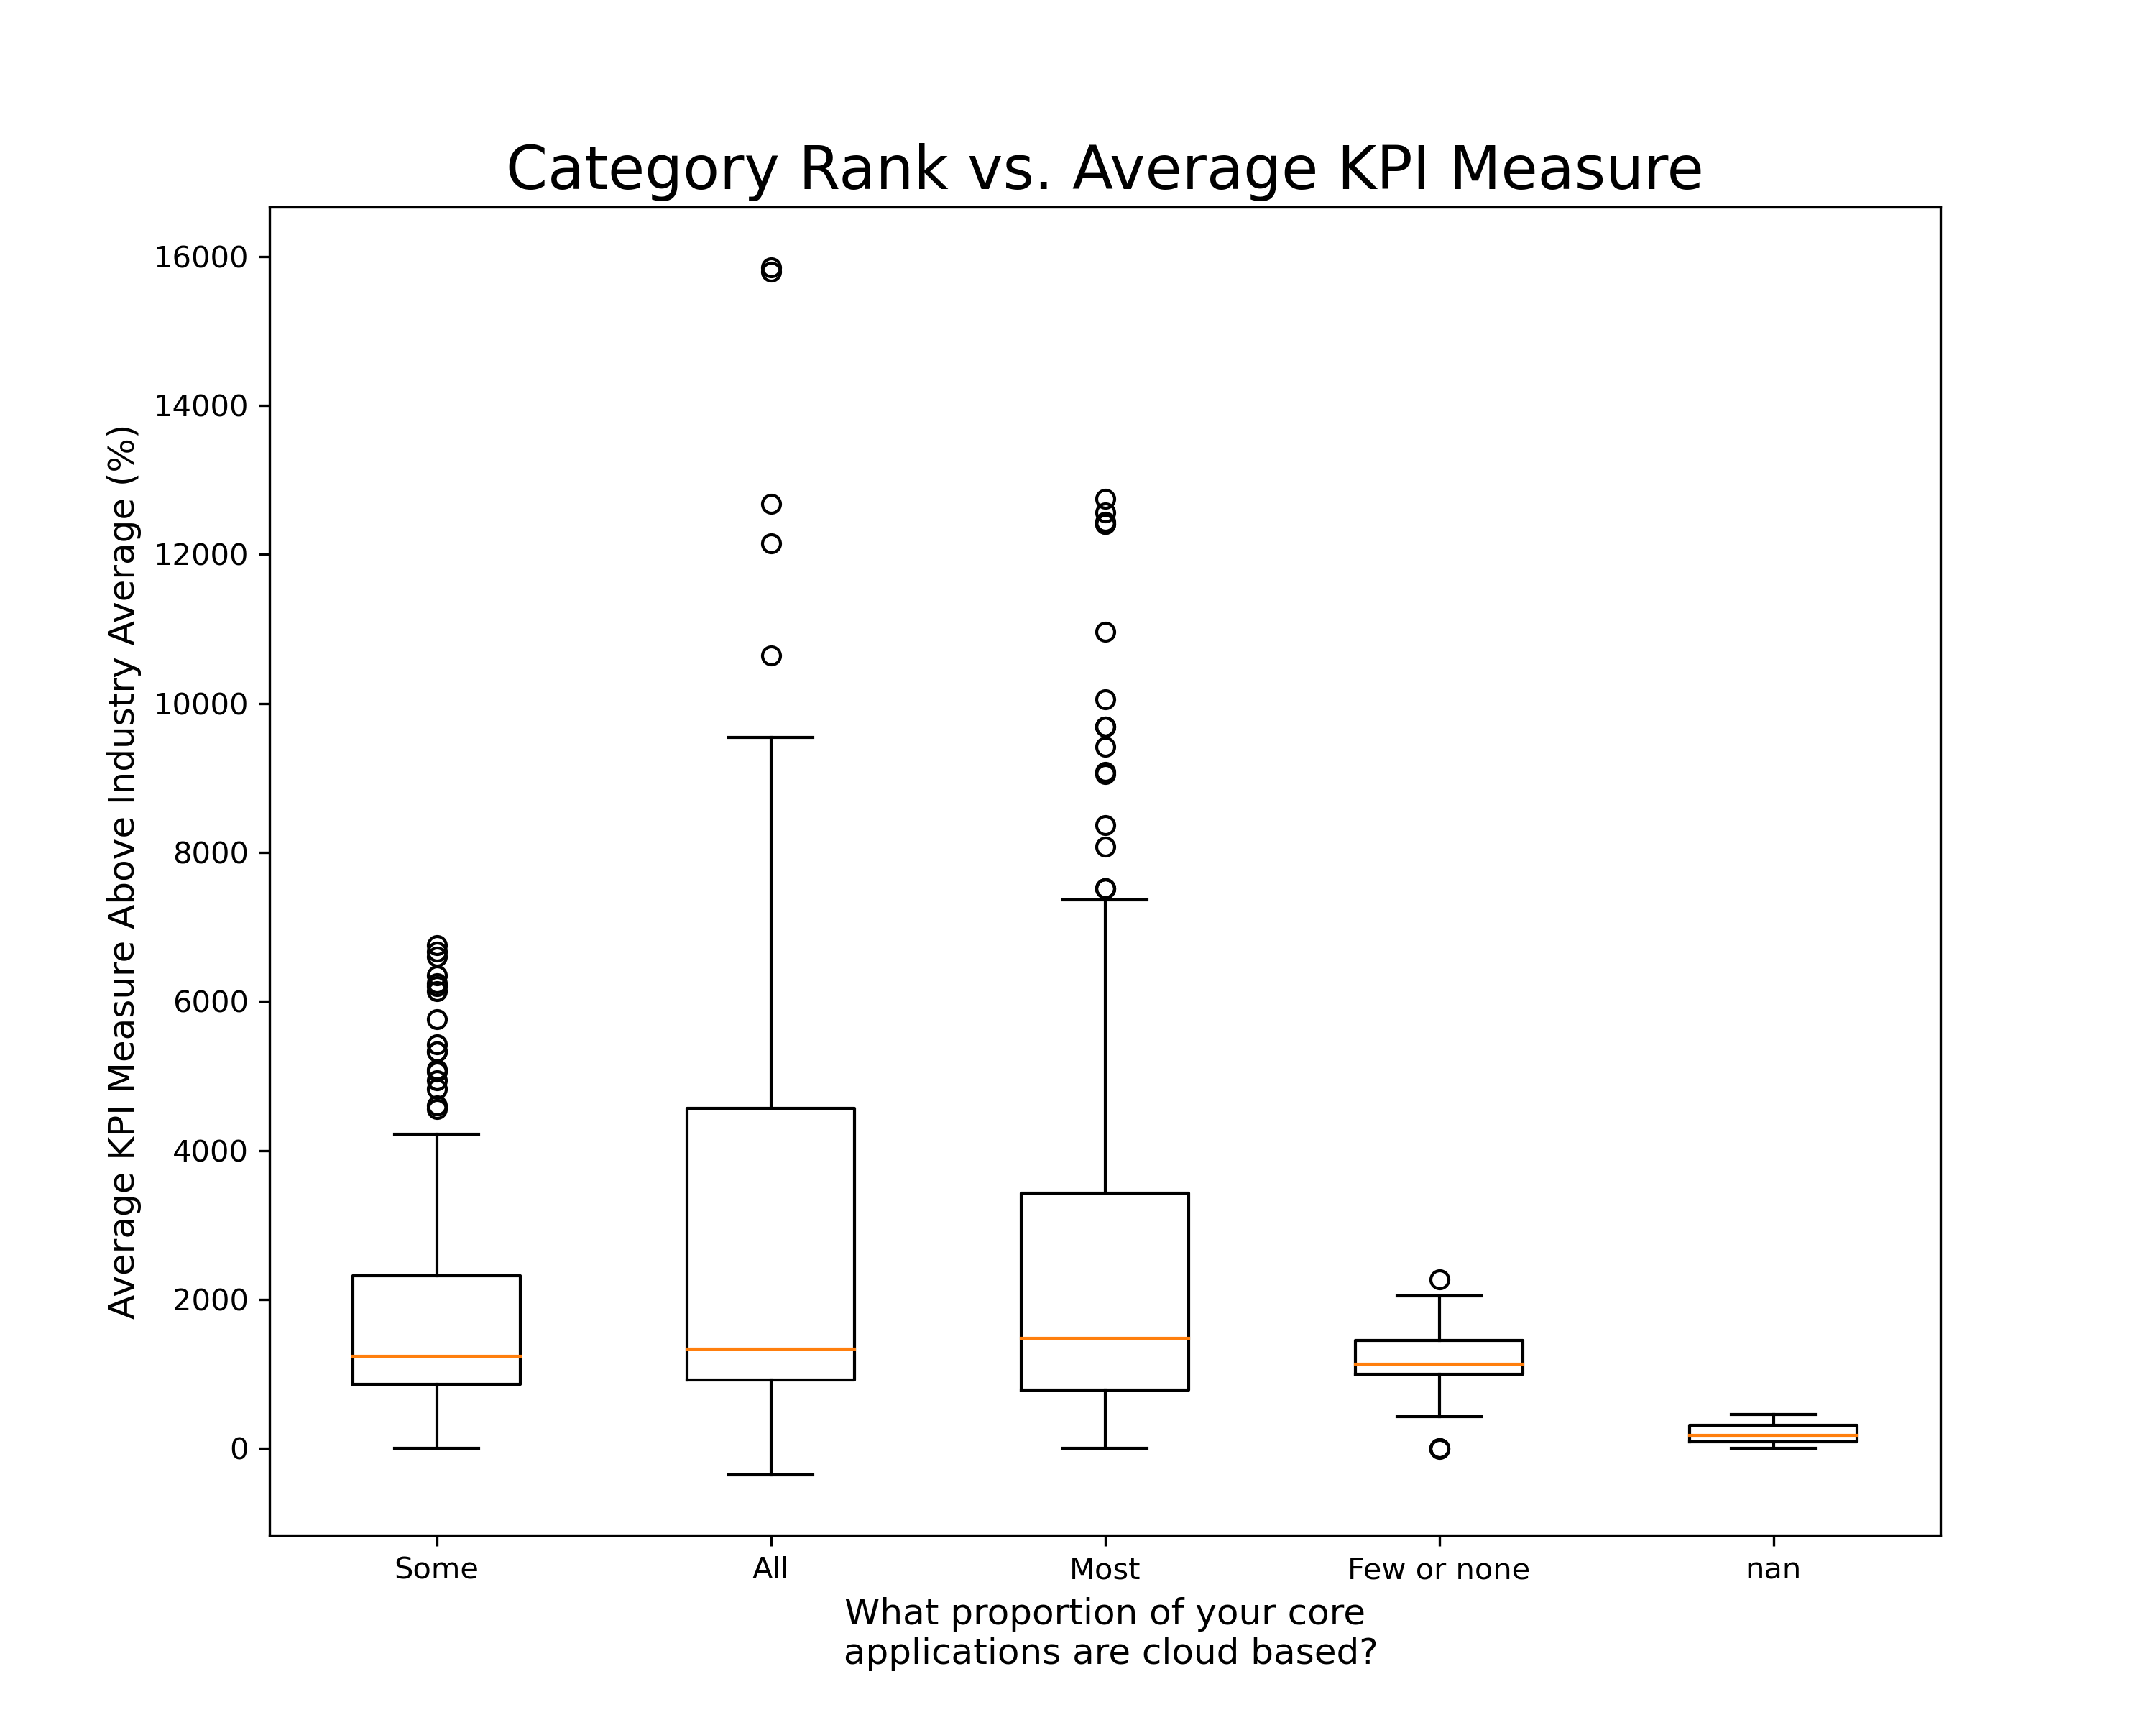 Category Rank vs. Average KPI Measure
Average KPI Measure Above Industry Average (%)
16000
14000
12000
10000
8000
6000
4000
2000
0
Some All Most Few or none nan
What proportion of your core
applications are cloud based?